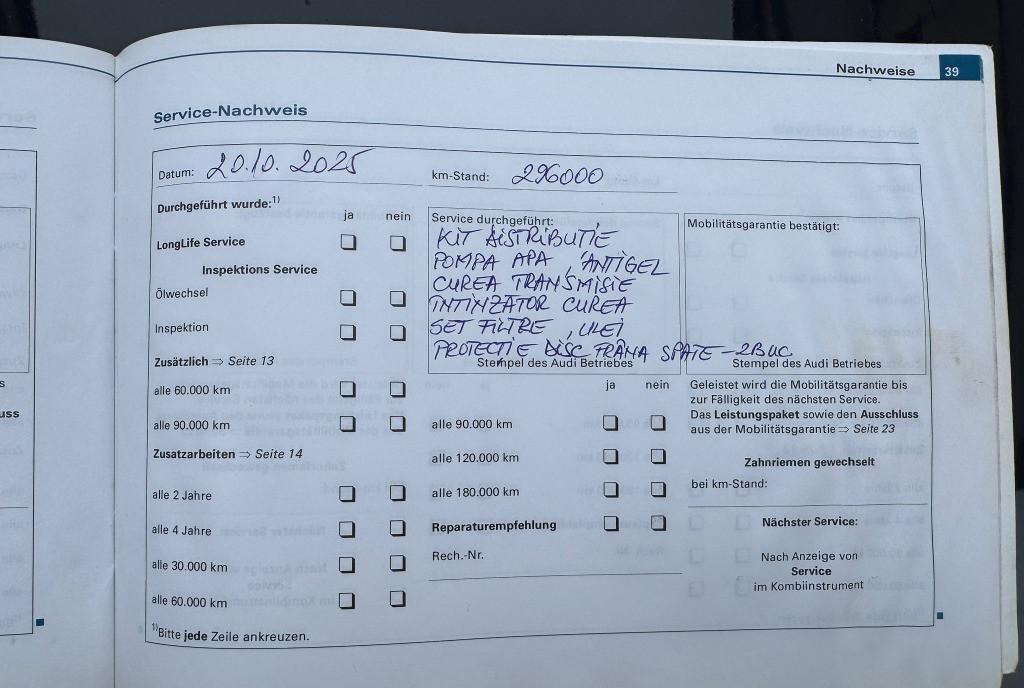 Nachweise 39
Service-Nachweis
Datum: 20.10.2025
km-Stand: 296000
Durchgeführt wurde:1)
ja nein
LongLife Service
Inspektions Service
Ölwechsel
Inspektion
Zusätzlich ⇒ Seite 13
alle 60.000 km
alle 90.000 km
Zusatzarbeiten ⇒ Seite 14
alle 2 Jahre
alle 4 Jahre
alle 30.000 km
alle 60.000 km
1)Bitte jede Zeile ankreuzen.
Service durchgeführt:
KIT DISTRIBUTIE
POMPA APA, ANTIGEL
CUREA TRANSMISIE
INTINZATOR CUREA
SET FILTRE, ULEI
PROTECTIE DISC FRÂNA SPATE - 2BUC
Stempel des Audi Betriebes
ja nein
alle 90.000 km
alle 120.000 km
alle 180.000 km
Reparaturempfehlung
Rech.-Nr.
Mobilitätsgarantie bestätigt:
Stempel des Audi Betriebes
Geleistet wird die Mobilitätsgarantie bis
zur Fälligkeit des nächsten Service.
Das Leistungspaket sowie den Ausschluss
aus der Mobilitätsgarantie ⇒ Seite 23
Zahnriemen gewechselt
bei km-Stand:
Nächster Service:
Nach Anzeige von
Service
im Kombiinstrument